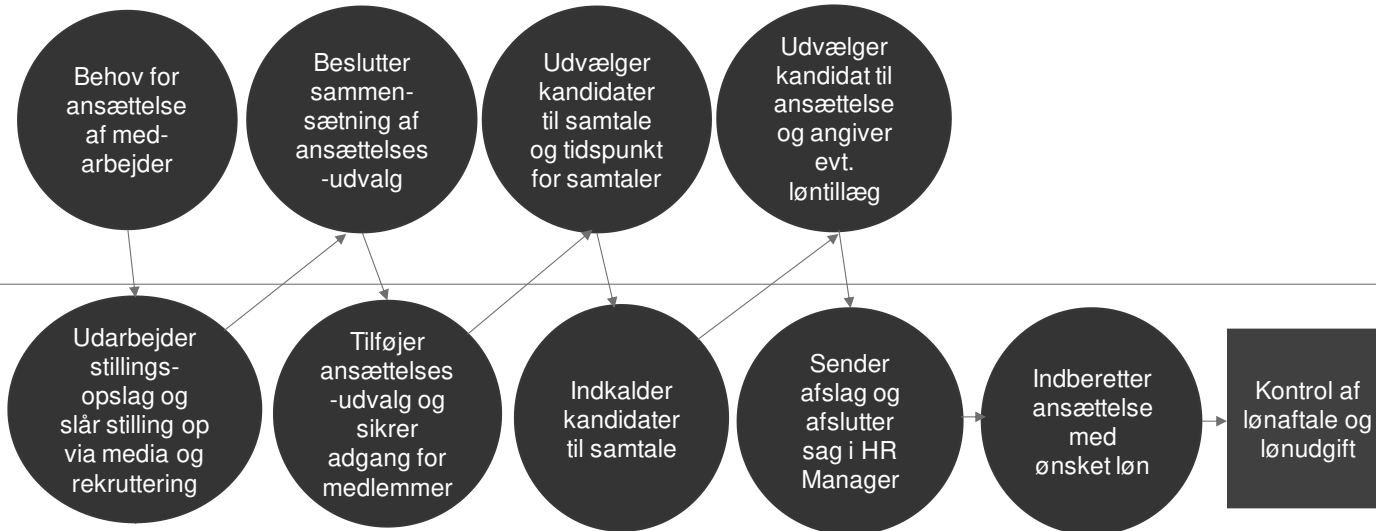 Behov for
ansættelse
af med-
arbejder
Beslutter
sammen-
sætning af
ansættelses
-udvalg
Udvælger
kandidater
til samtale
og tidspunkt
for samtaler
Udvælger
kandidat til
ansættelse
og angiver
evt.
løntillæg
Udarbejder
stillings-
opslag og
slår stilling op
via media og
rekruttering
Tilføjer
ansættelses
-udvalg og
sikrer
adgang for
medlemmer
Indkalder
kandidater
til samtale
Sender
afslag og
afslutter
sag i HR
Manager
Indberetter
ansættelse
med
ønsket løn
Kontrol af
lønaftale og
lønudgift